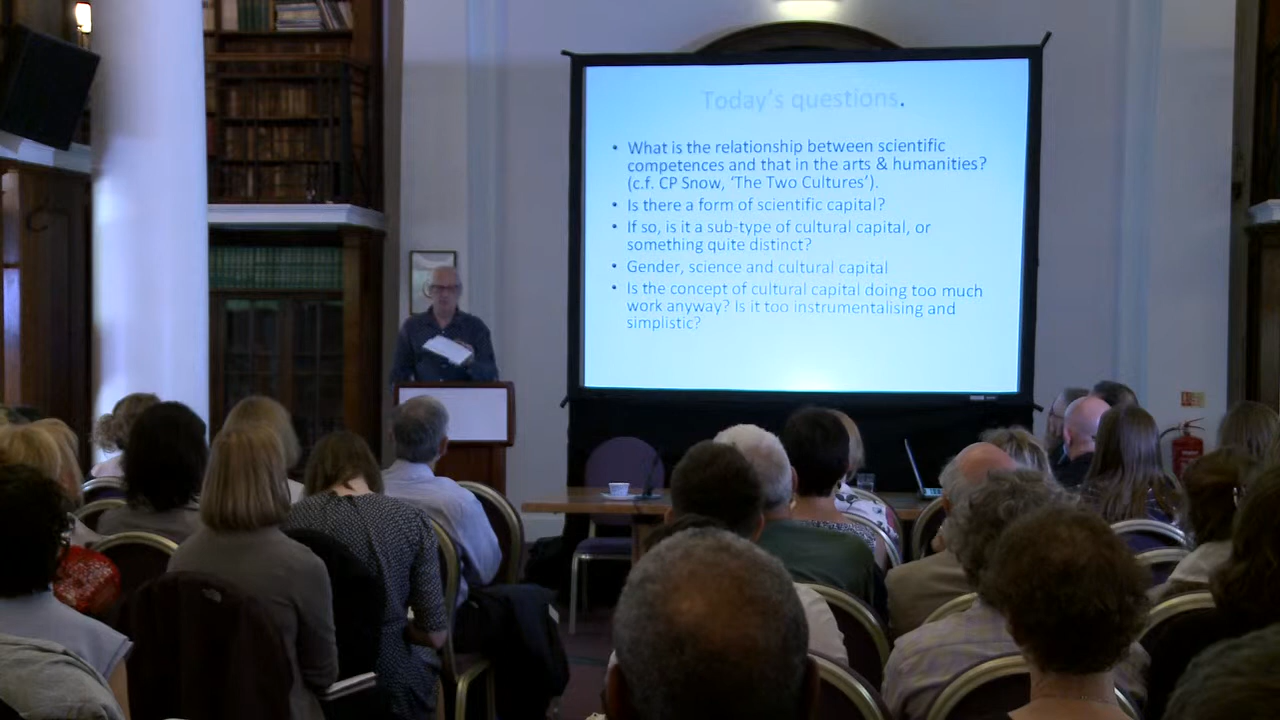 Today's questions.
• What is the relationship between scientific
competences and that in the arts & humanities?
(c.f. CP Snow, 'The Two Cultures').
• Is there a form of scientific capital?
• If so, is it a sub-type of cultural capital, or
something quite distinct?
• Gender, science and cultural capital
• Is the concept of cultural capital doing too much
work anyway? Is it too instrumentalising and
simplistic?